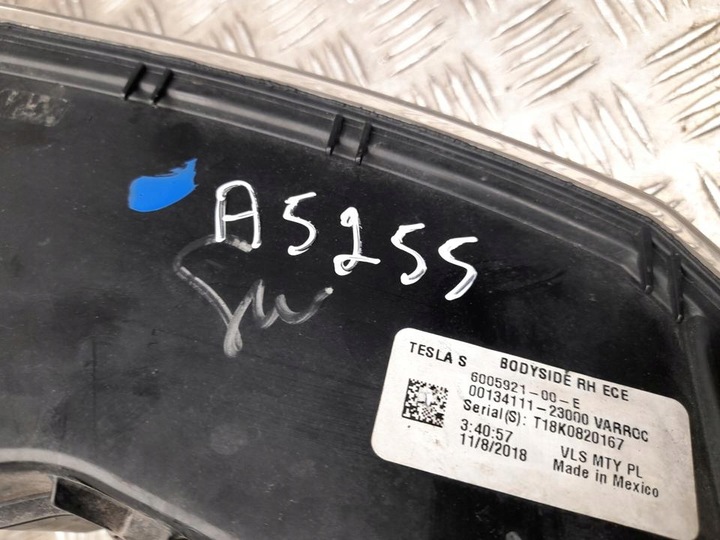 A5255
TESLA S BODYSIDE RH ECE
6005921-00-E
00134111-23000 VARROC
Serial(S): T18K0820167
3:40:57
11/8/2018
VLS MTY PL
Made in Mexico